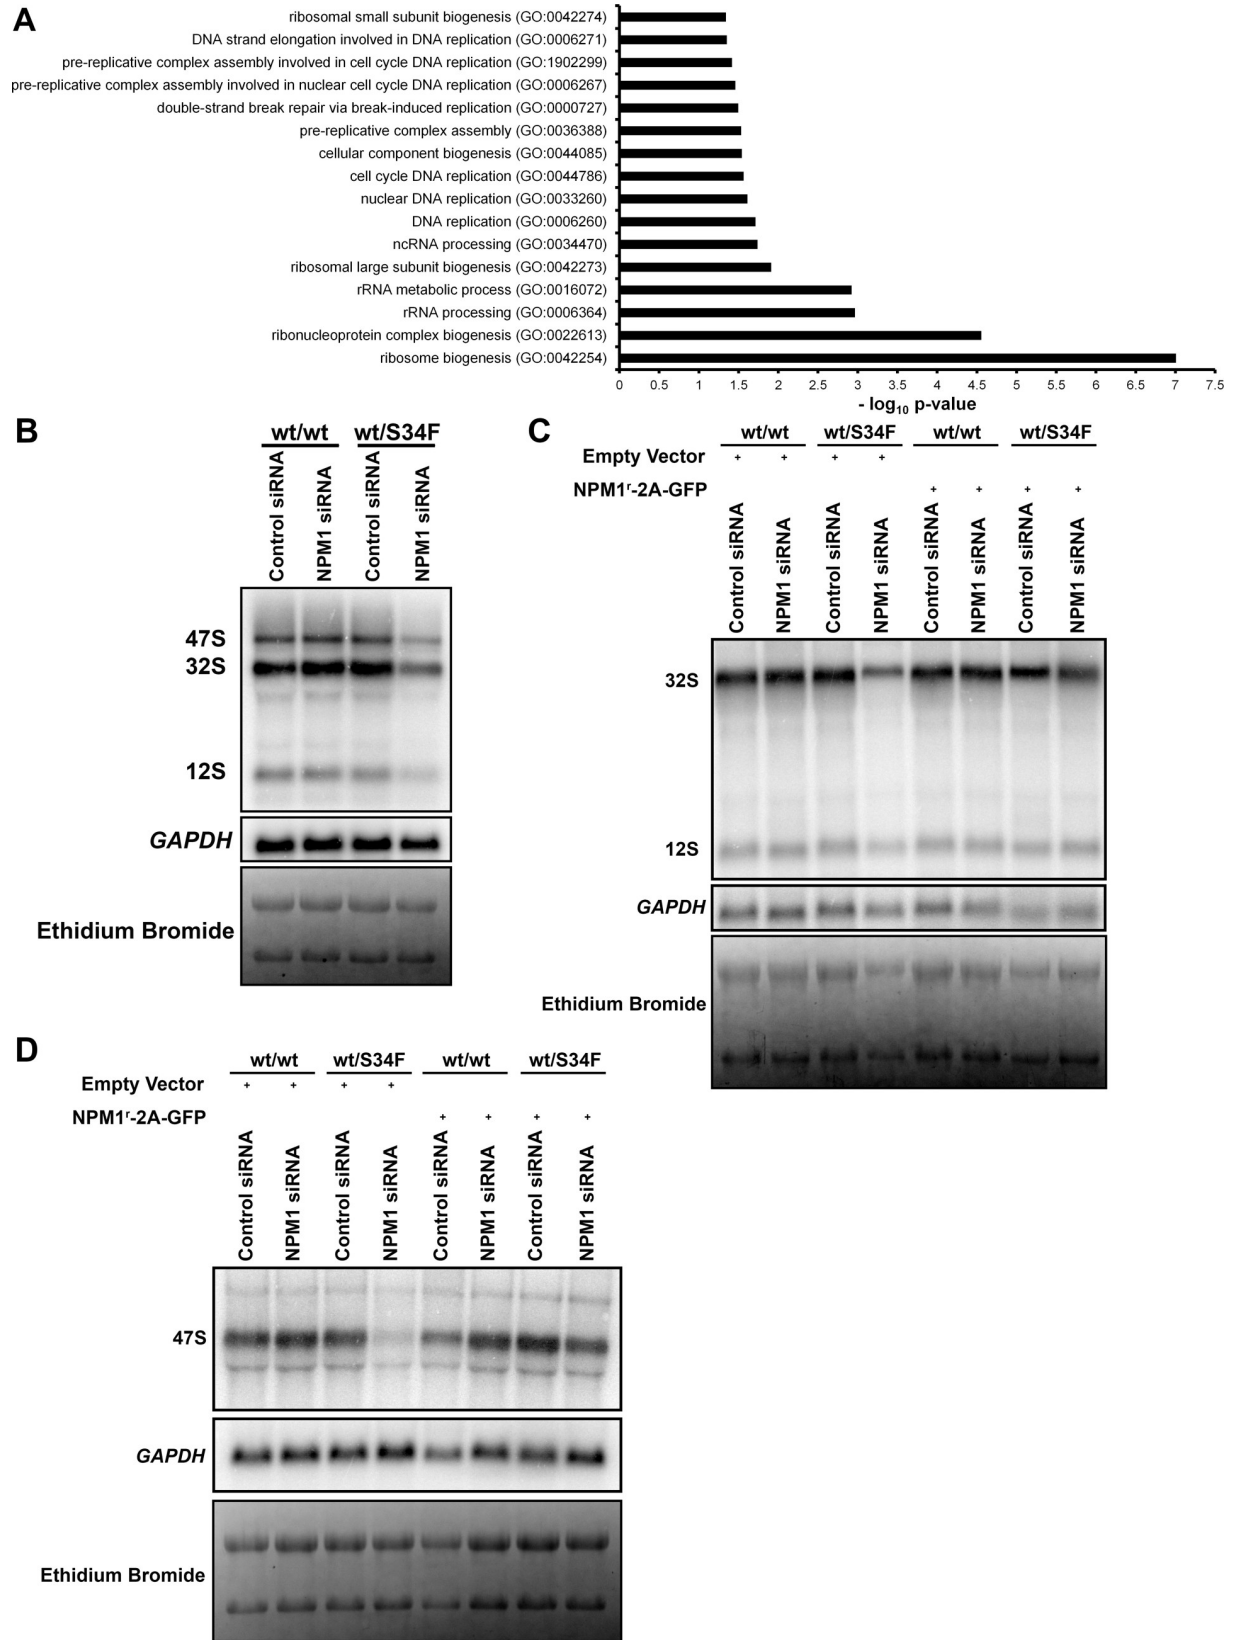 A
ribosomal small subunit biogenesis (GO:0042274)
DNA strand elongation involved in DNA replication (GO:0006271)
pre-replicative complex assembly involved in cell cycle DNA replication (GO:1902299)
pre-replicative complex assembly involved in nuclear cell cycle DNA replication (GO:0006267)
double-strand break repair via break-induced replication (GO:0000727)
pre-replicative complex assembly (GO:0036388)
cellular component biogenesis (GO:0044085)
cell cycle DNA replication (GO:0044786)
nuclear DNA replication (GO:0033260)
DNA replication (GO:0006260)
ncRNA processing (GO:0034470)
ribosomal large subunit biogenesis (GO:0042273)
rRNA metabolic process (GO:0016072)
rRNA processing (GO:0006364)
ribonucleoprotein complex biogenesis (GO:0022613)
ribosome biogenesis (GO:0042254)
0 0.5 1 1.5 2 2.5 3 3.5 4 4.5 5 5.5 6 6.5 7 7.5
- log10 p-value
B
wt/wt wt/S34F
Control siRNA NPM1 siRNA Control siRNA NPM1 siRNA
47S
32S
12S
GAPDH
Ethidium Bromide
C
wt/wt wt/S34F wt/wt wt/S34F
Empty Vector + + + +
NPM1r-2A-GFP + + + +
Control siRNA NPM1 siRNA Control siRNA NPM1 siRNA Control siRNA NPM1 siRNA Control siRNA NPM1 siRNA
32S
12S
GAPDH
Ethidium Bromide
D
wt/wt wt/S34F wt/wt wt/S34F
Empty Vector + + + +
NPM1r-2A-GFP + + + +
Control siRNA NPM1 siRNA Control siRNA NPM1 siRNA Control siRNA NPM1 siRNA Control siRNA NPM1 siRNA
47S
GAPDH
Ethidium Bromide